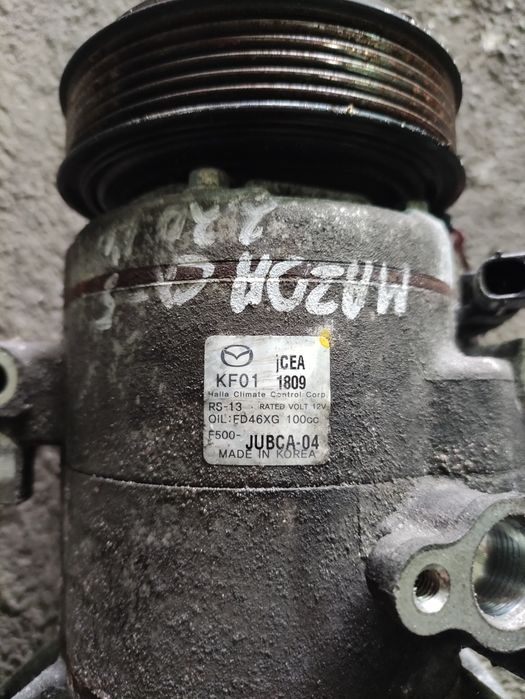 MAZDA
jCEA
KF01 1809
Halla Climate Control Corp
RS-13 · RATED VOLT 12V
OIL:FD46XG 100cc
F500- JUBCA-04
MADE IN KOREA